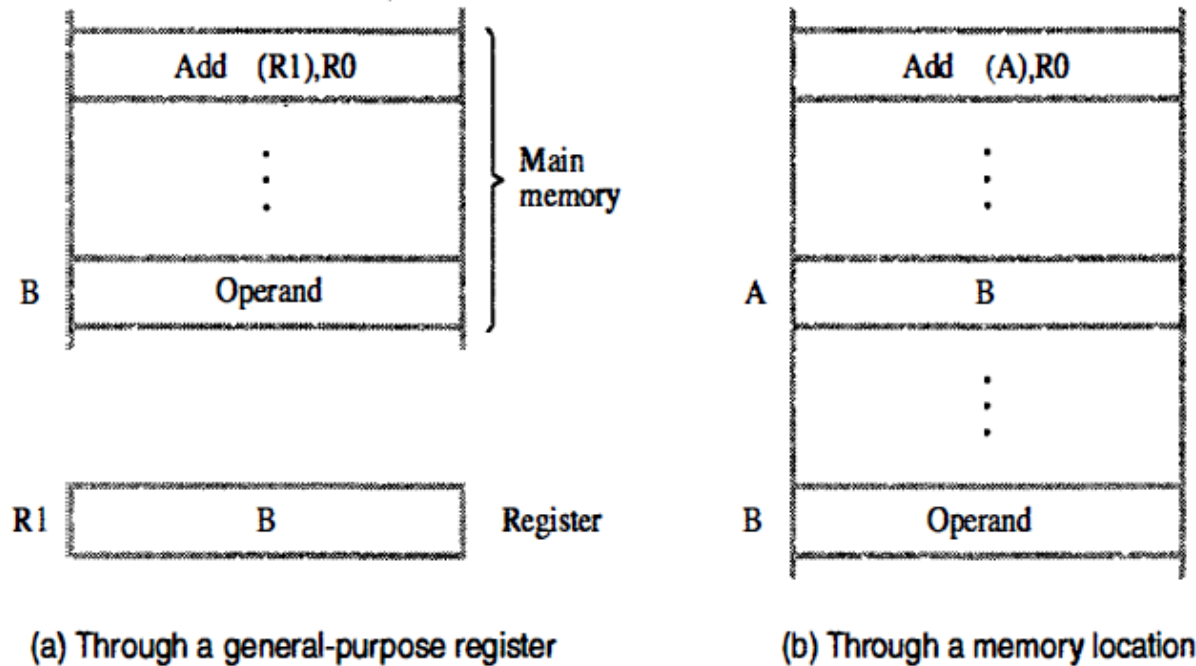 Add (R1),R0
Main
memory
B Operand
R1 B Register
(a) Through a general-purpose register
Add (A),R0
A B
B Operand
(b) Through a memory location